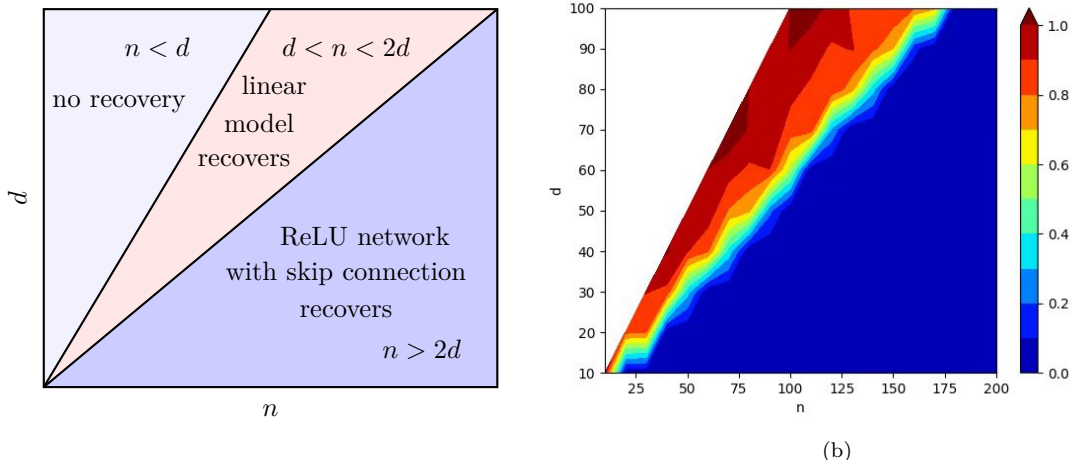 n < d
no recovery
d < n < 2d
linear
model
recovers
ReLU network
with skip connection
recovers
n > 2d
d
n
100
90
80
70
60
50
40
30
20
10
d
25
50
75
100
125
150
175
200
n
1.0
0.8
0.6
0.4
0.2
0.0
(b)